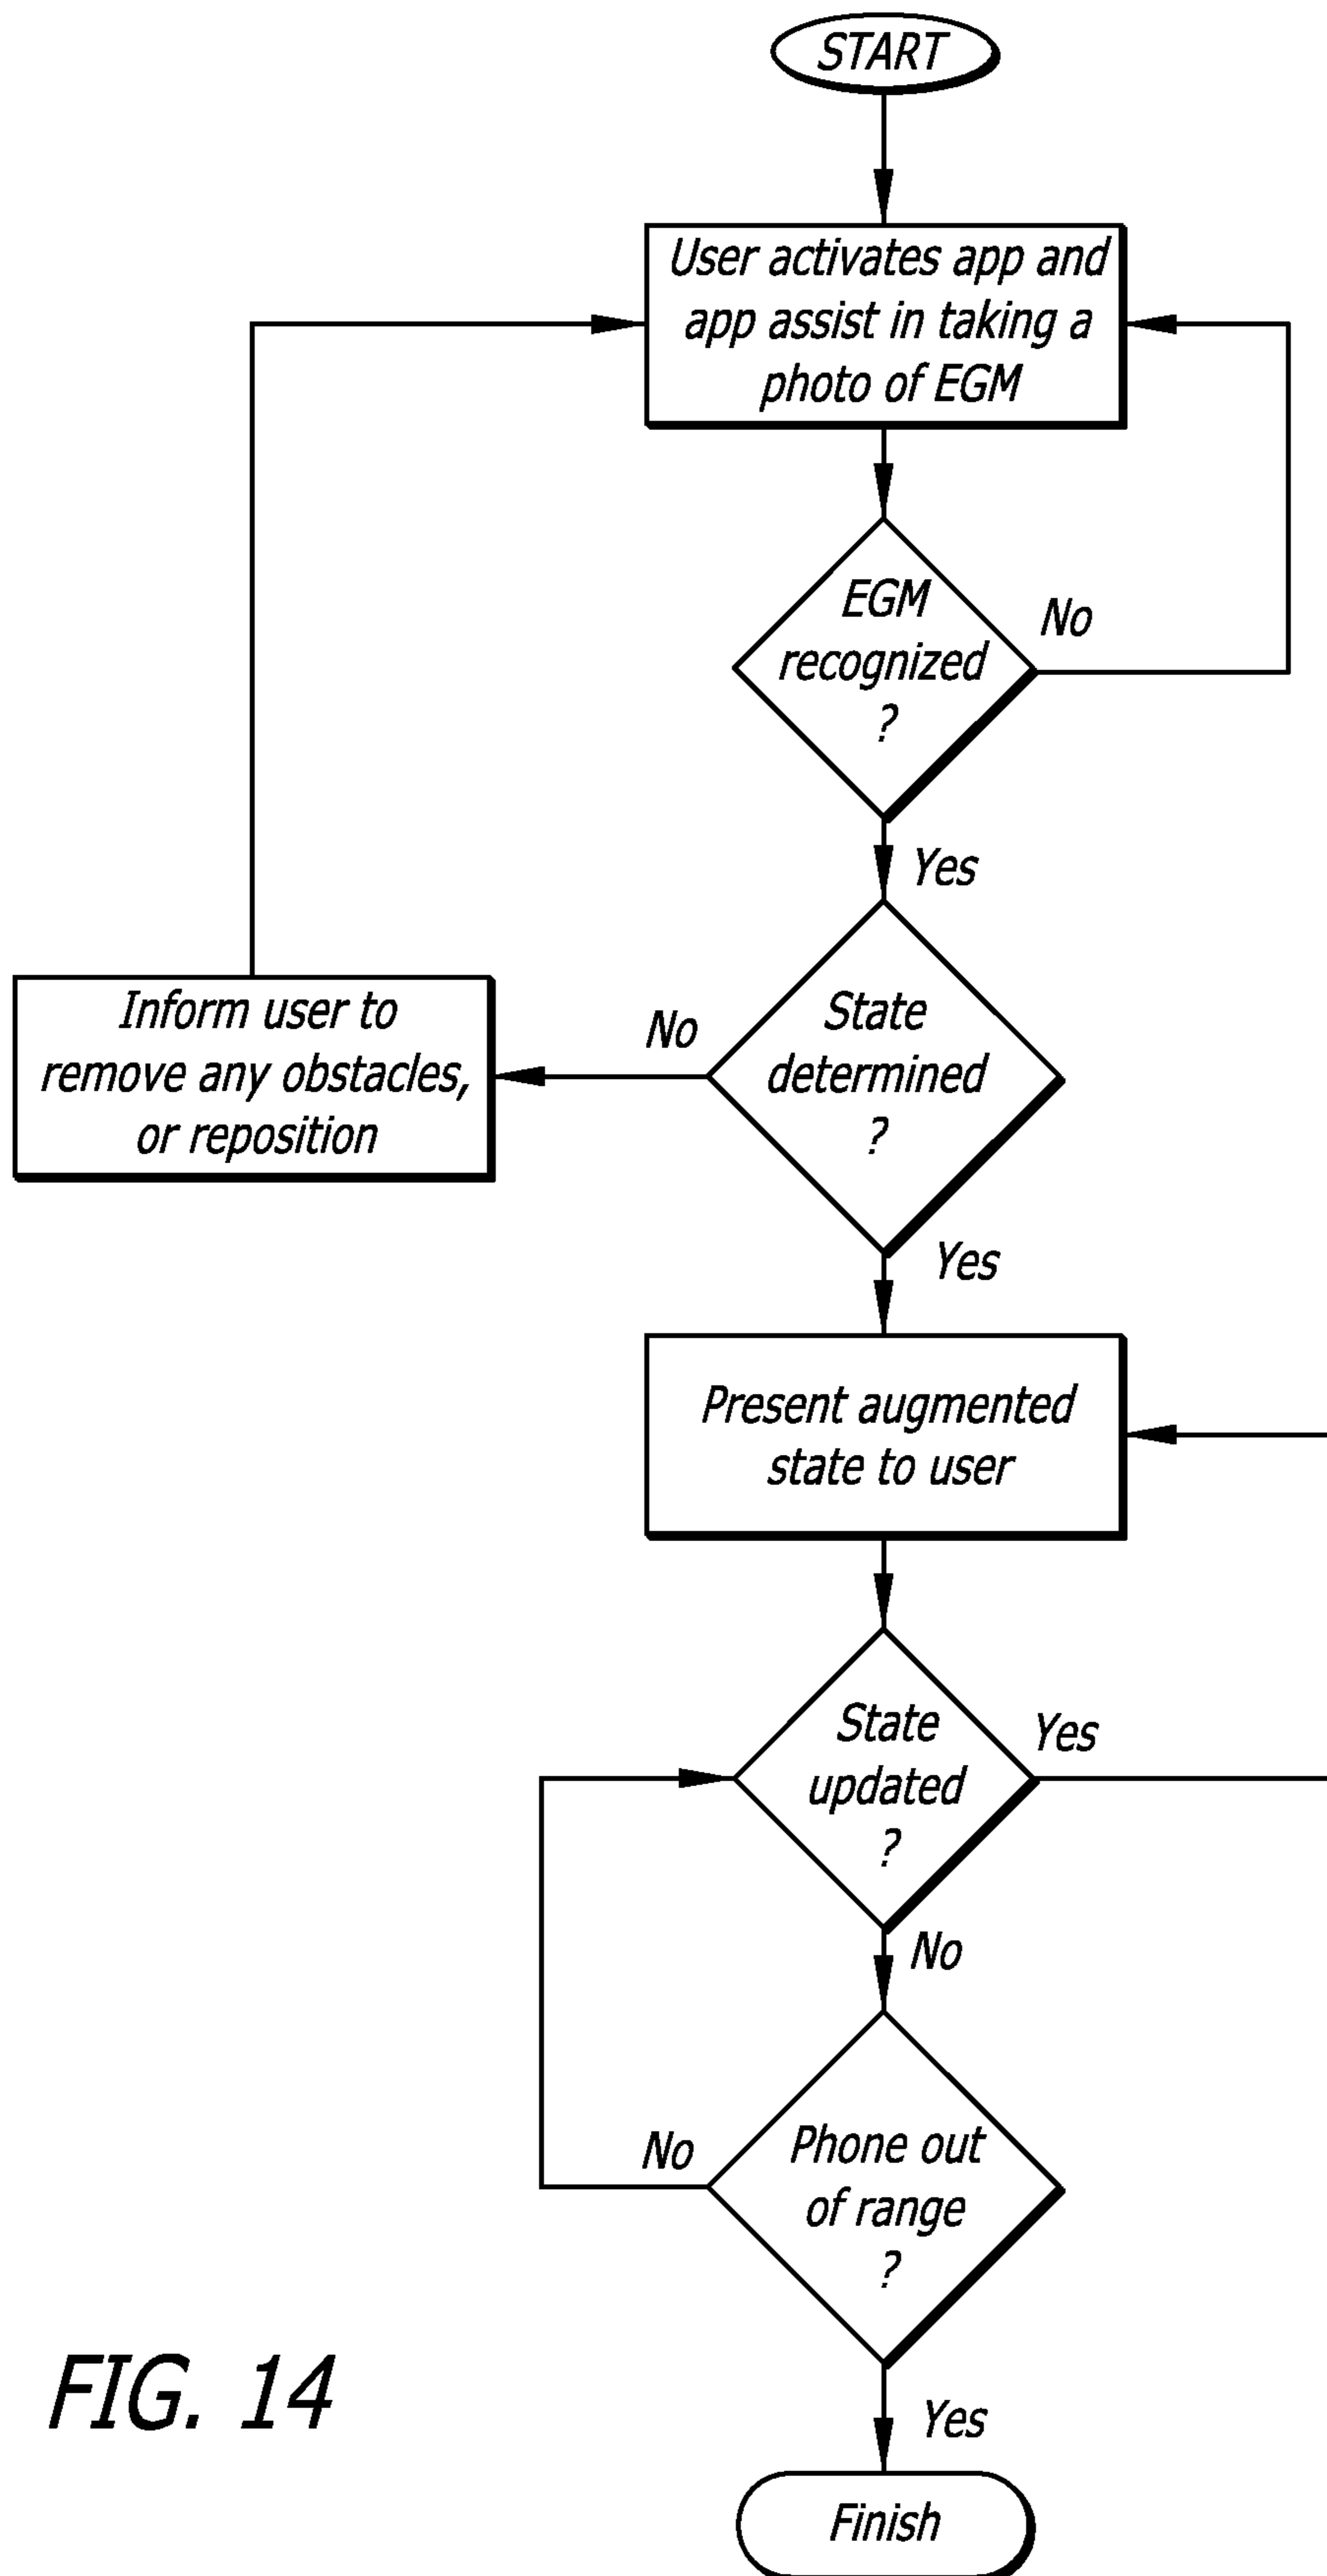 START
User activates app and
app assist in taking a
photo of EGM
EGM
recognized
?
No
Yes
State
determined
?
No
Inform user to
remove any obstacles,
or reposition
Yes
Present augmented
state to user
State
updated
?
Yes
No
Phone out
of range
?
No
Yes
Finish
FIG. 14